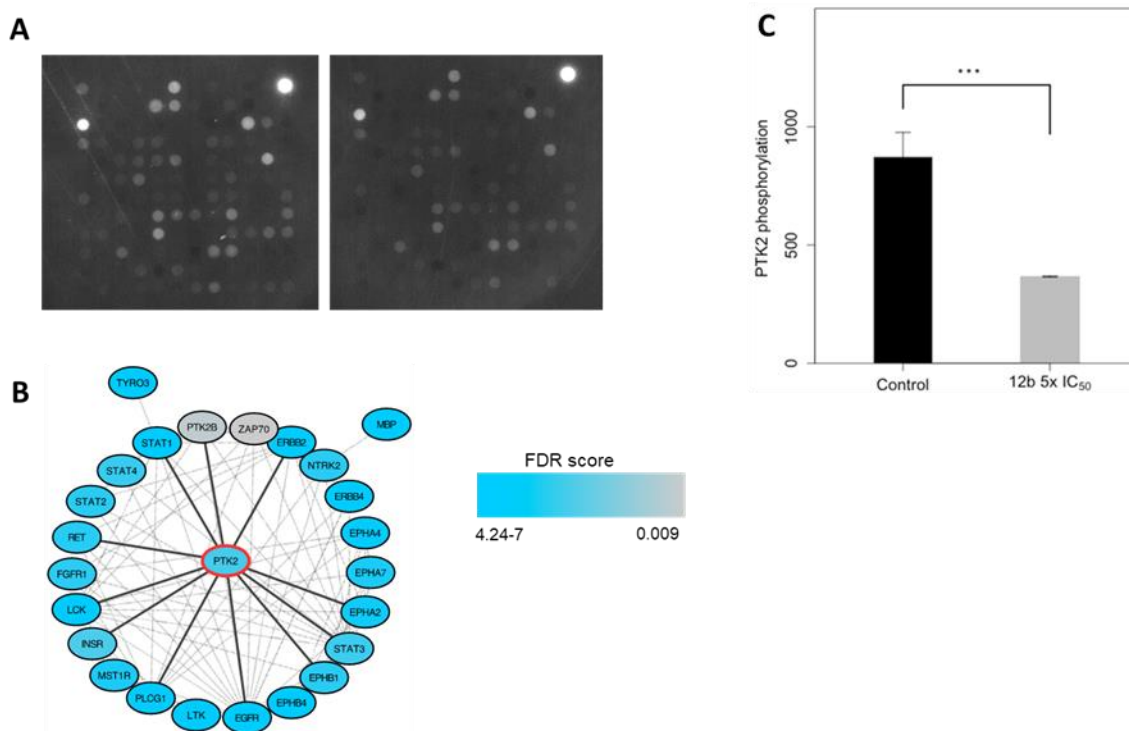 A
C
***
PTK2 phosphorylation
1000
500
0
Control
12b 5x IC50
B
TYRO3
PTK2B
ZAP70
MBP
STAT1
ERBB2
STAT4
NTRK2
STAT2
ERBB4
RET
EPHA4
PTK2
FGFR1
EPHA7
LCK
EPHA2
INSR
STAT3
MST1R
EPHB1
PLCG1
EPHB4
LTK
EGFR
FDR score
4.24-7
0.009